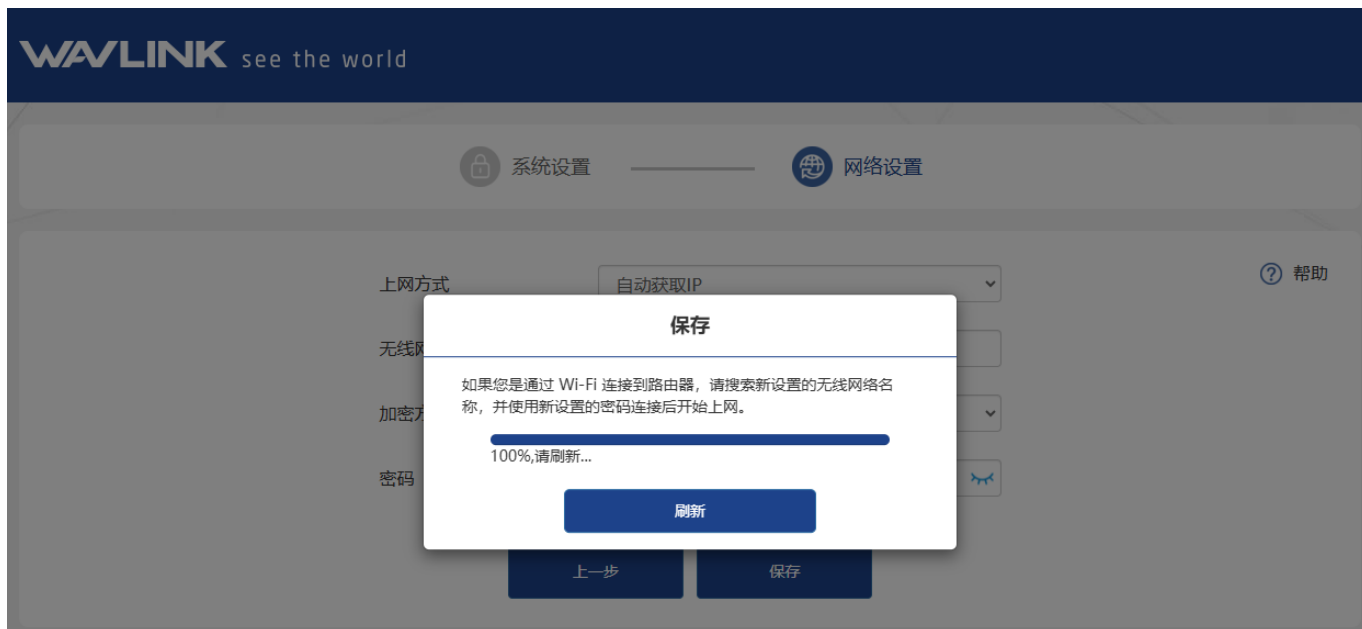 WAVLINK see the world
系统设置 网络设置
上网方式 自动获取IP
帮助
保存
无线网
如果您是通过 Wi-Fi 连接到路由器，请搜索新设置的无线网络名
称，并使用新设置的密码连接后开始上网。
加密方
100%,请刷新...
密码
刷新
上一步 保存